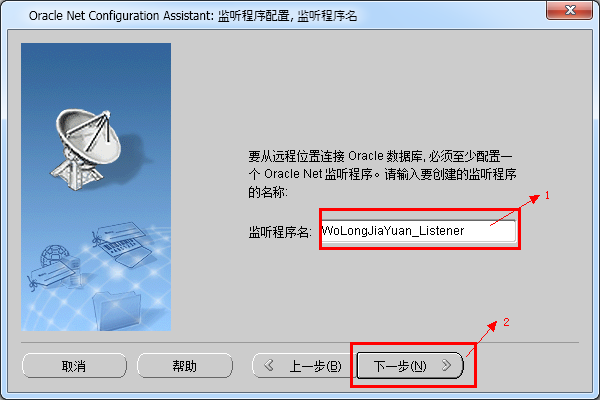 Oracle Net Configuration Assistant: 监听程序配置, 监听程序名
要从远程位置连接 Oracle 数据库, 必须至少配置一
个 Oracle Net 监听程序。请输入要创建的监听程序
的名称:
1
监听程序名: WoLongJiaYuan_Listener
2
取消 帮助 上一步(B) 下一步(N)